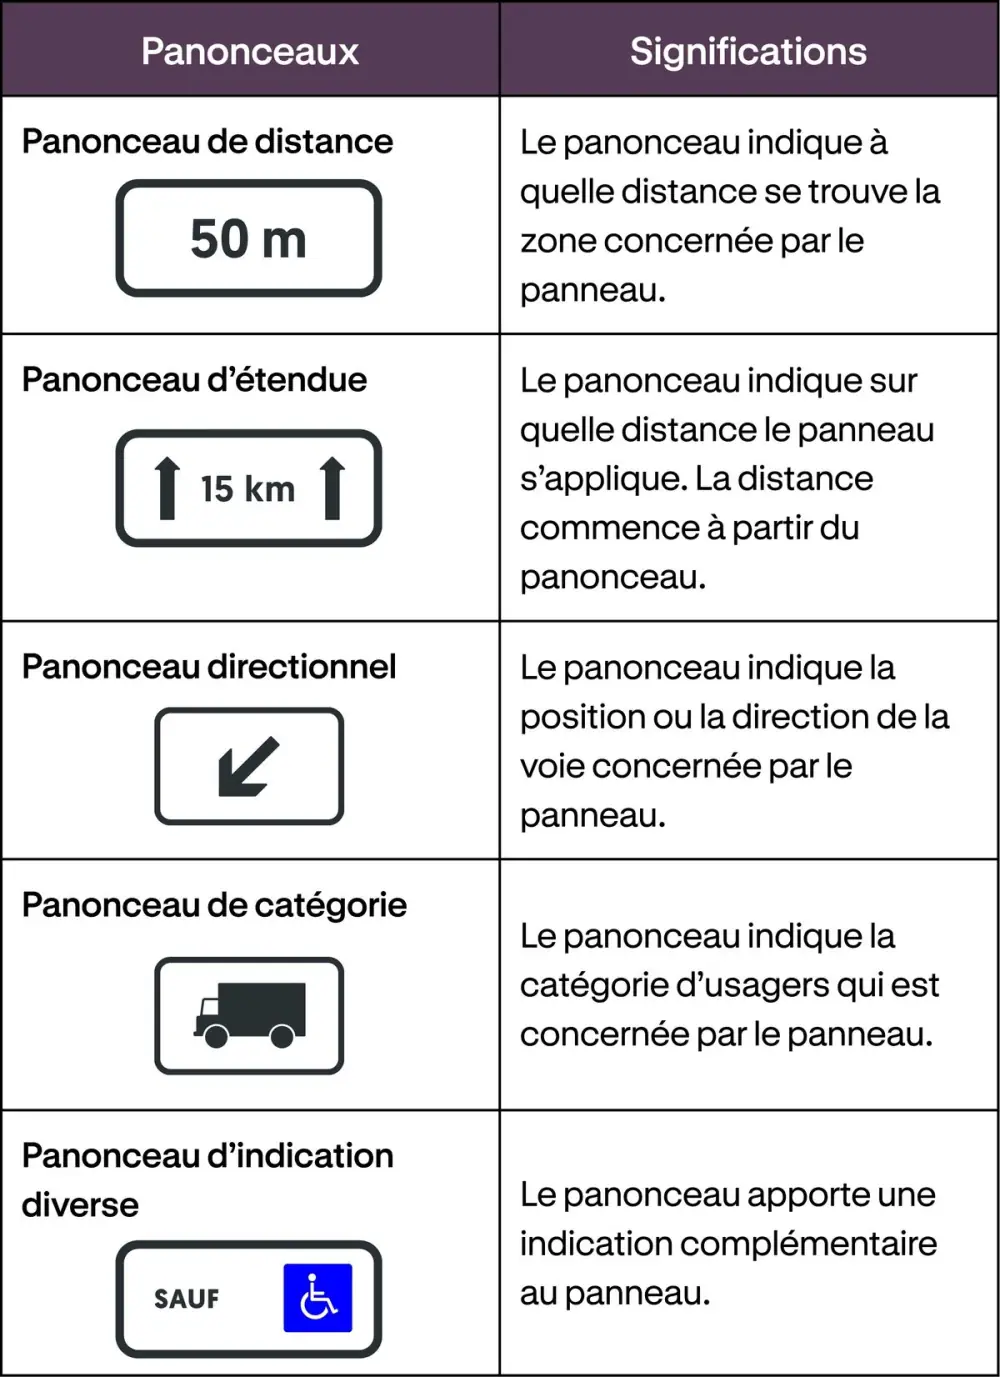 Panonceaux
Significations
Panonceau de distance
50 m
Le panonceau indique à
quelle distance se trouve la
zone concernée par le
panneau.
Panonceau d’étendue
15 km
Le panonceau indique sur
quelle distance le panneau
s’applique. La distance
commence à partir du
panonceau.
Panonceau directionnel
Le panonceau indique la
position ou la direction de la
voie concernée par le
panneau.
Panonceau de catégorie
Le panonceau indique la
catégorie d’usagers qui est
concernée par le panneau.
Panonceau d’indication
diverse
SAUF
Le panonceau apporte une
indication complémentaire
au panneau.